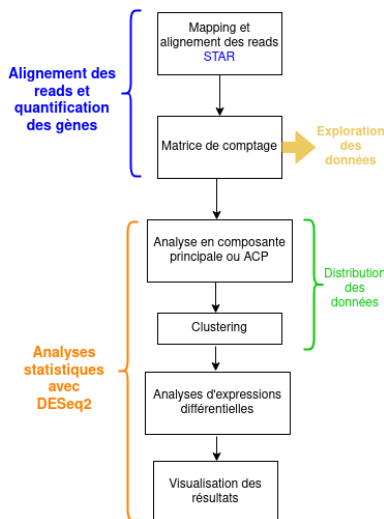 Mapping et
alignement des reads
STAR
Alignement des
reads et
quantification
des gènes
Matrice de comptage
Exploration
des
données
Analyse en composante
principale ou ACP
Distribution
des
données
Clustering
Analyses
statistiques
avec
DESeq2
Analyses d'expressions
différentielles
Visualisation des
résultats